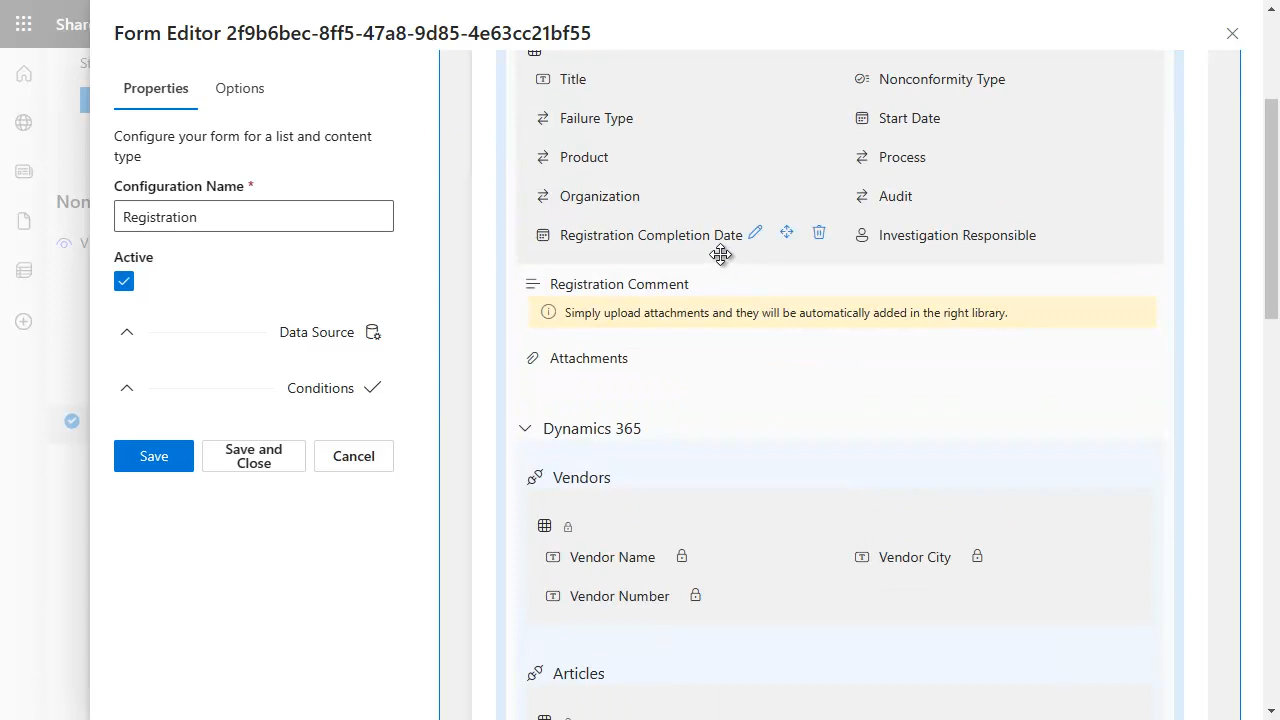 Shar
Form Editor 2f9b6bec-8ff5-47a8-9d85-4e63cc21bf55
St
Properties
Options
Configure your form for a list and content
type
Configuration Name *
Registration
Active
Data Source
Conditions
Save
Save and
Close
Cancel
Non
V
Title
Nonconformity Type
Failure Type
Start Date
Product
Process
Organization
Audit
Registration Completion Date
Investigation Responsible
Registration Comment
Simply upload attachments and they will be automatically added in the right library.
Attachments
Dynamics 365
Vendors
Vendor Name
Vendor City
Vendor Number
Articles